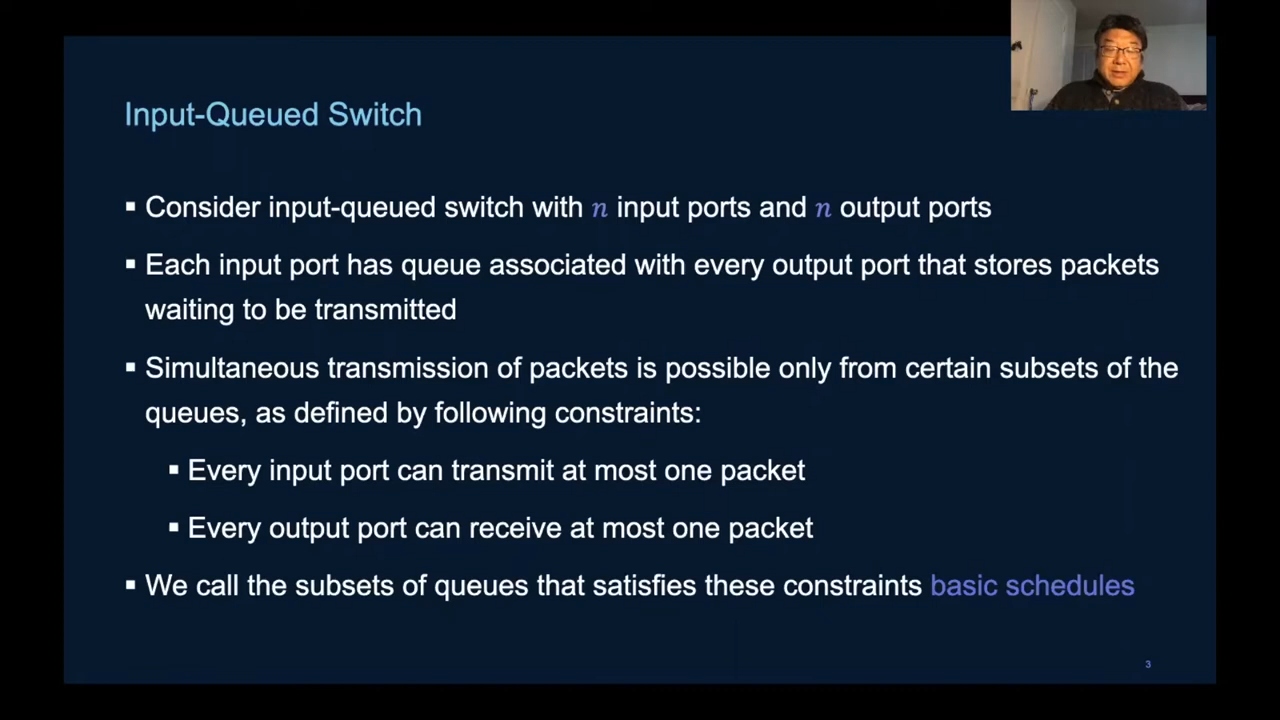 Input-Queued Switch
▪ Consider input-queued switch with n input ports and n output ports
▪ Each input port has queue associated with every output port that stores packets
waiting to be transmitted
▪ Simultaneous transmission of packets is possible only from certain subsets of the
queues, as defined by following constraints:
▪ Every input port can transmit at most one packet
▪ Every output port can receive at most one packet
▪ We call the subsets of queues that satisfies these constraints basic schedules
3